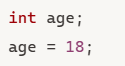 int age;
age = 18;